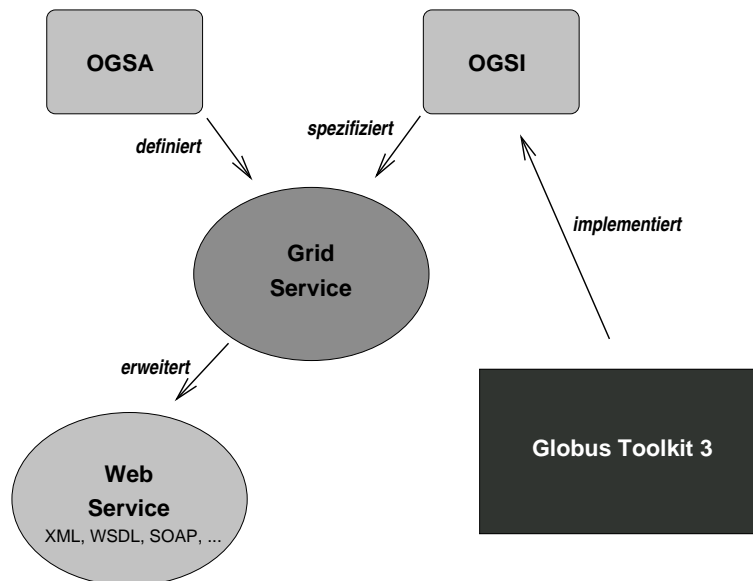 OGSA
OGSI
definiert
spezifiziert
implementiert
Grid
Service
erweitert
Globus Toolkit 3
Web
Service
XML, WSDL, SOAP, ...